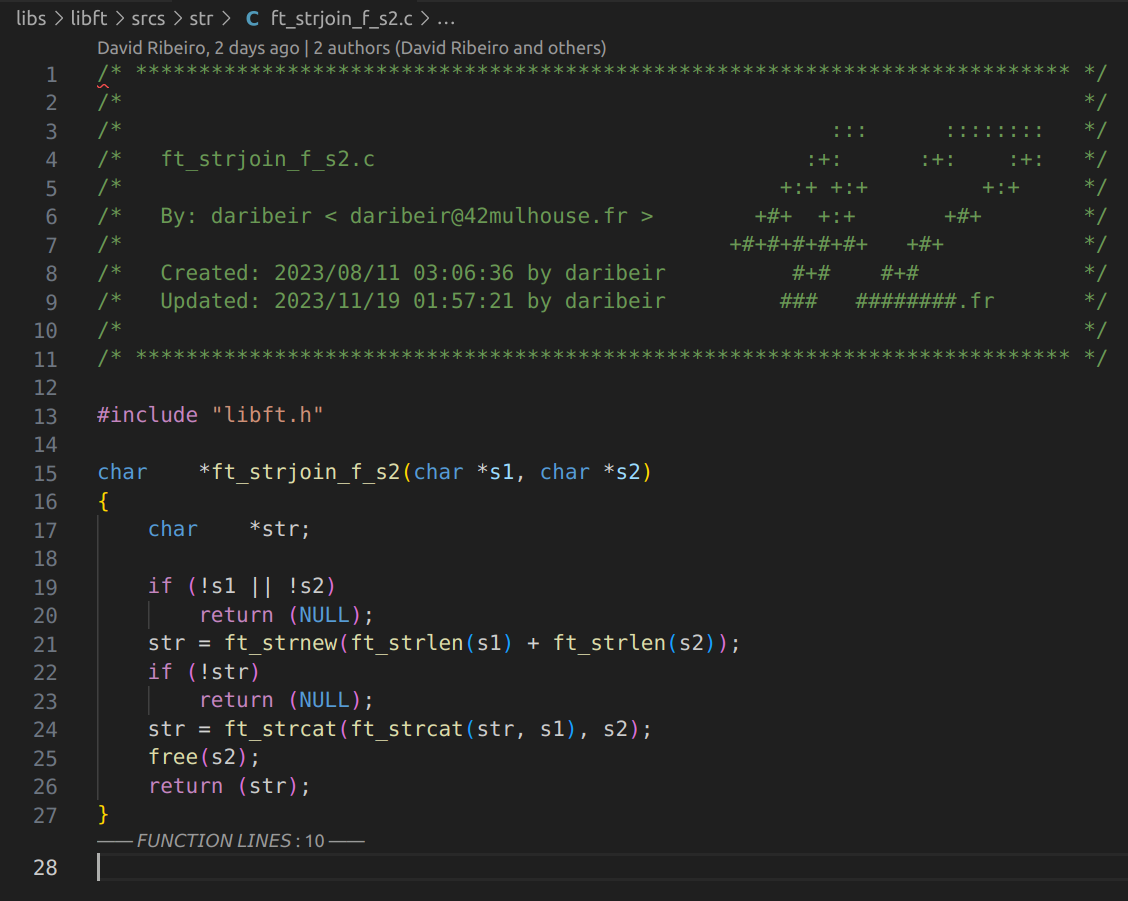 libs > libft > srcs > str > C ft_strjoin_f_s2.c > ...
David Ribeiro, 2 days ago | 2 authors (David Ribeiro and others)
1 /* ************************************************************************** */
2 /*                                                                            */
3 /*                                                        :::      ::::::::   */
4 /*   ft_strjoin_f_s2.c                                  :+:      :+:    :+:   */
5 /*                                                    +:+ +:+         +:+     */
6 /*   By: daribeir < daribeir@42mulhouse.fr >        +#+  +:+       +#+        */
7 /*                                                +#+#+#+#+#+   +#+           */
8 /*   Created: 2023/08/11 03:06:36 by daribeir          #+#    #+#             */
9 /*   Updated: 2023/11/19 01:57:21 by daribeir         ###   ########.fr       */
10 /*                                                                            */
11 /* ************************************************************************** */
12
13 #include "libft.h"
14
15 char    *ft_strjoin_f_s2(char *s1, char *s2)
16 {
17     char    *str;
18
19     if (!s1 || !s2)
20         return (NULL);
21     str = ft_strnew(ft_strlen(s1) + ft_strlen(s2));
22     if (!str)
23         return (NULL);
24     str = ft_strcat(ft_strcat(str, s1), s2);
25     free(s2);
26     return (str);
27 }
—— FUNCTION LINES : 10 ——
28